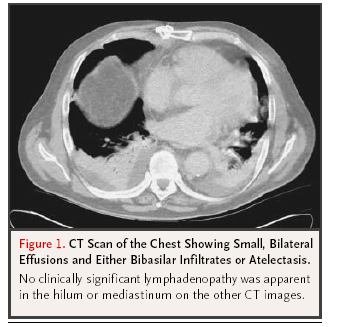 Figure 1. CT Scan of the Chest Showing Small, Bilateral
Effusions and Either Bibasilar Infiltrates or Atelectasis.
No clinically significant lymphadenopathy was apparent
in the hilum or mediastinum on the other CT images.